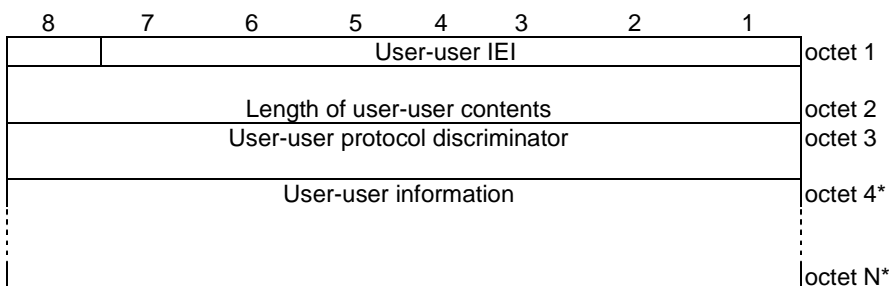 8 7 6 5 4 3 2 1
User-user IEI octet 1
Length of user-user contents octet 2
User-user protocol discriminator octet 3
User-user information octet 4*
octet N*